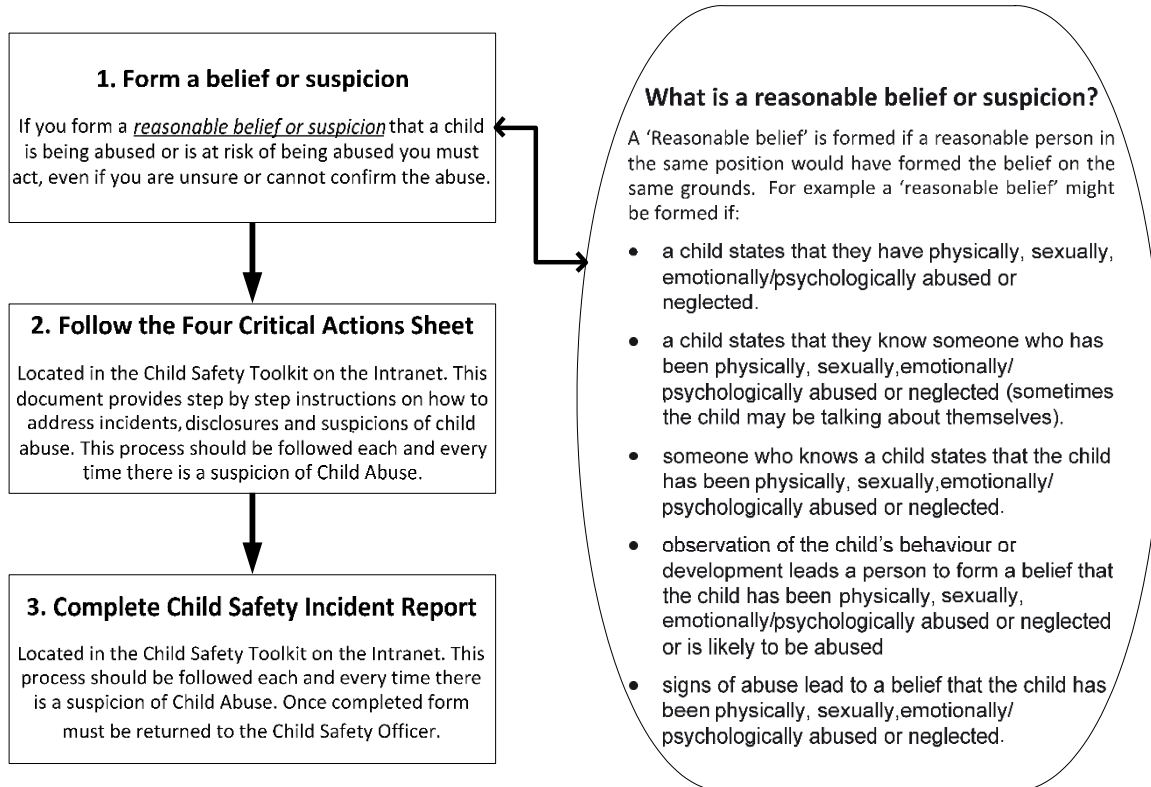 1. Form a belief or suspicion
If you form a reasonable belief or suspicion that a child
is being abused or is at risk of being abused you must
act, even if you are unsure or cannot confirm the abuse.
2. Follow the Four Critical Actions Sheet
Located in the Child Safety Toolkit on the Intranet. This
document provides step by step instructions on how to
address incidents, disclosures and suspicions of child
abuse. This process should be followed each and every
time there is a suspicion of Child Abuse.
3. Complete Child Safety Incident Report
Located in the Child Safety Toolkit on the Intranet. This
process should be followed each and every time there
is a suspicion of Child Abuse. Once completed form
must be returned to the Child Safety Officer.
What is a reasonable belief or suspicion?
A ‘Reasonable belief’ is formed if a reasonable person in
the same position would have formed the belief on the
same grounds.  For example a ‘reasonable belief’ might
be formed if:
• a child states that they have physically, sexually,
emotionally/psychologically abused or
neglected.
• a child states that they know someone who has
been physically, sexually,emotionally/
psychologically abused or neglected (sometimes
the child may be talking about themselves).
• someone who knows a child states that the child
has been physically, sexually,emotionally/
psychologically abused or neglected.
• observation of the child’s behaviour or
development leads a person to form a belief that
the child has been physically, sexually,
emotionally/psychologically abused or neglected
or is likely to be abused
• signs of abuse lead to a belief that the child has
been physically, sexually,emotionally/
psychologically abused or neglected.